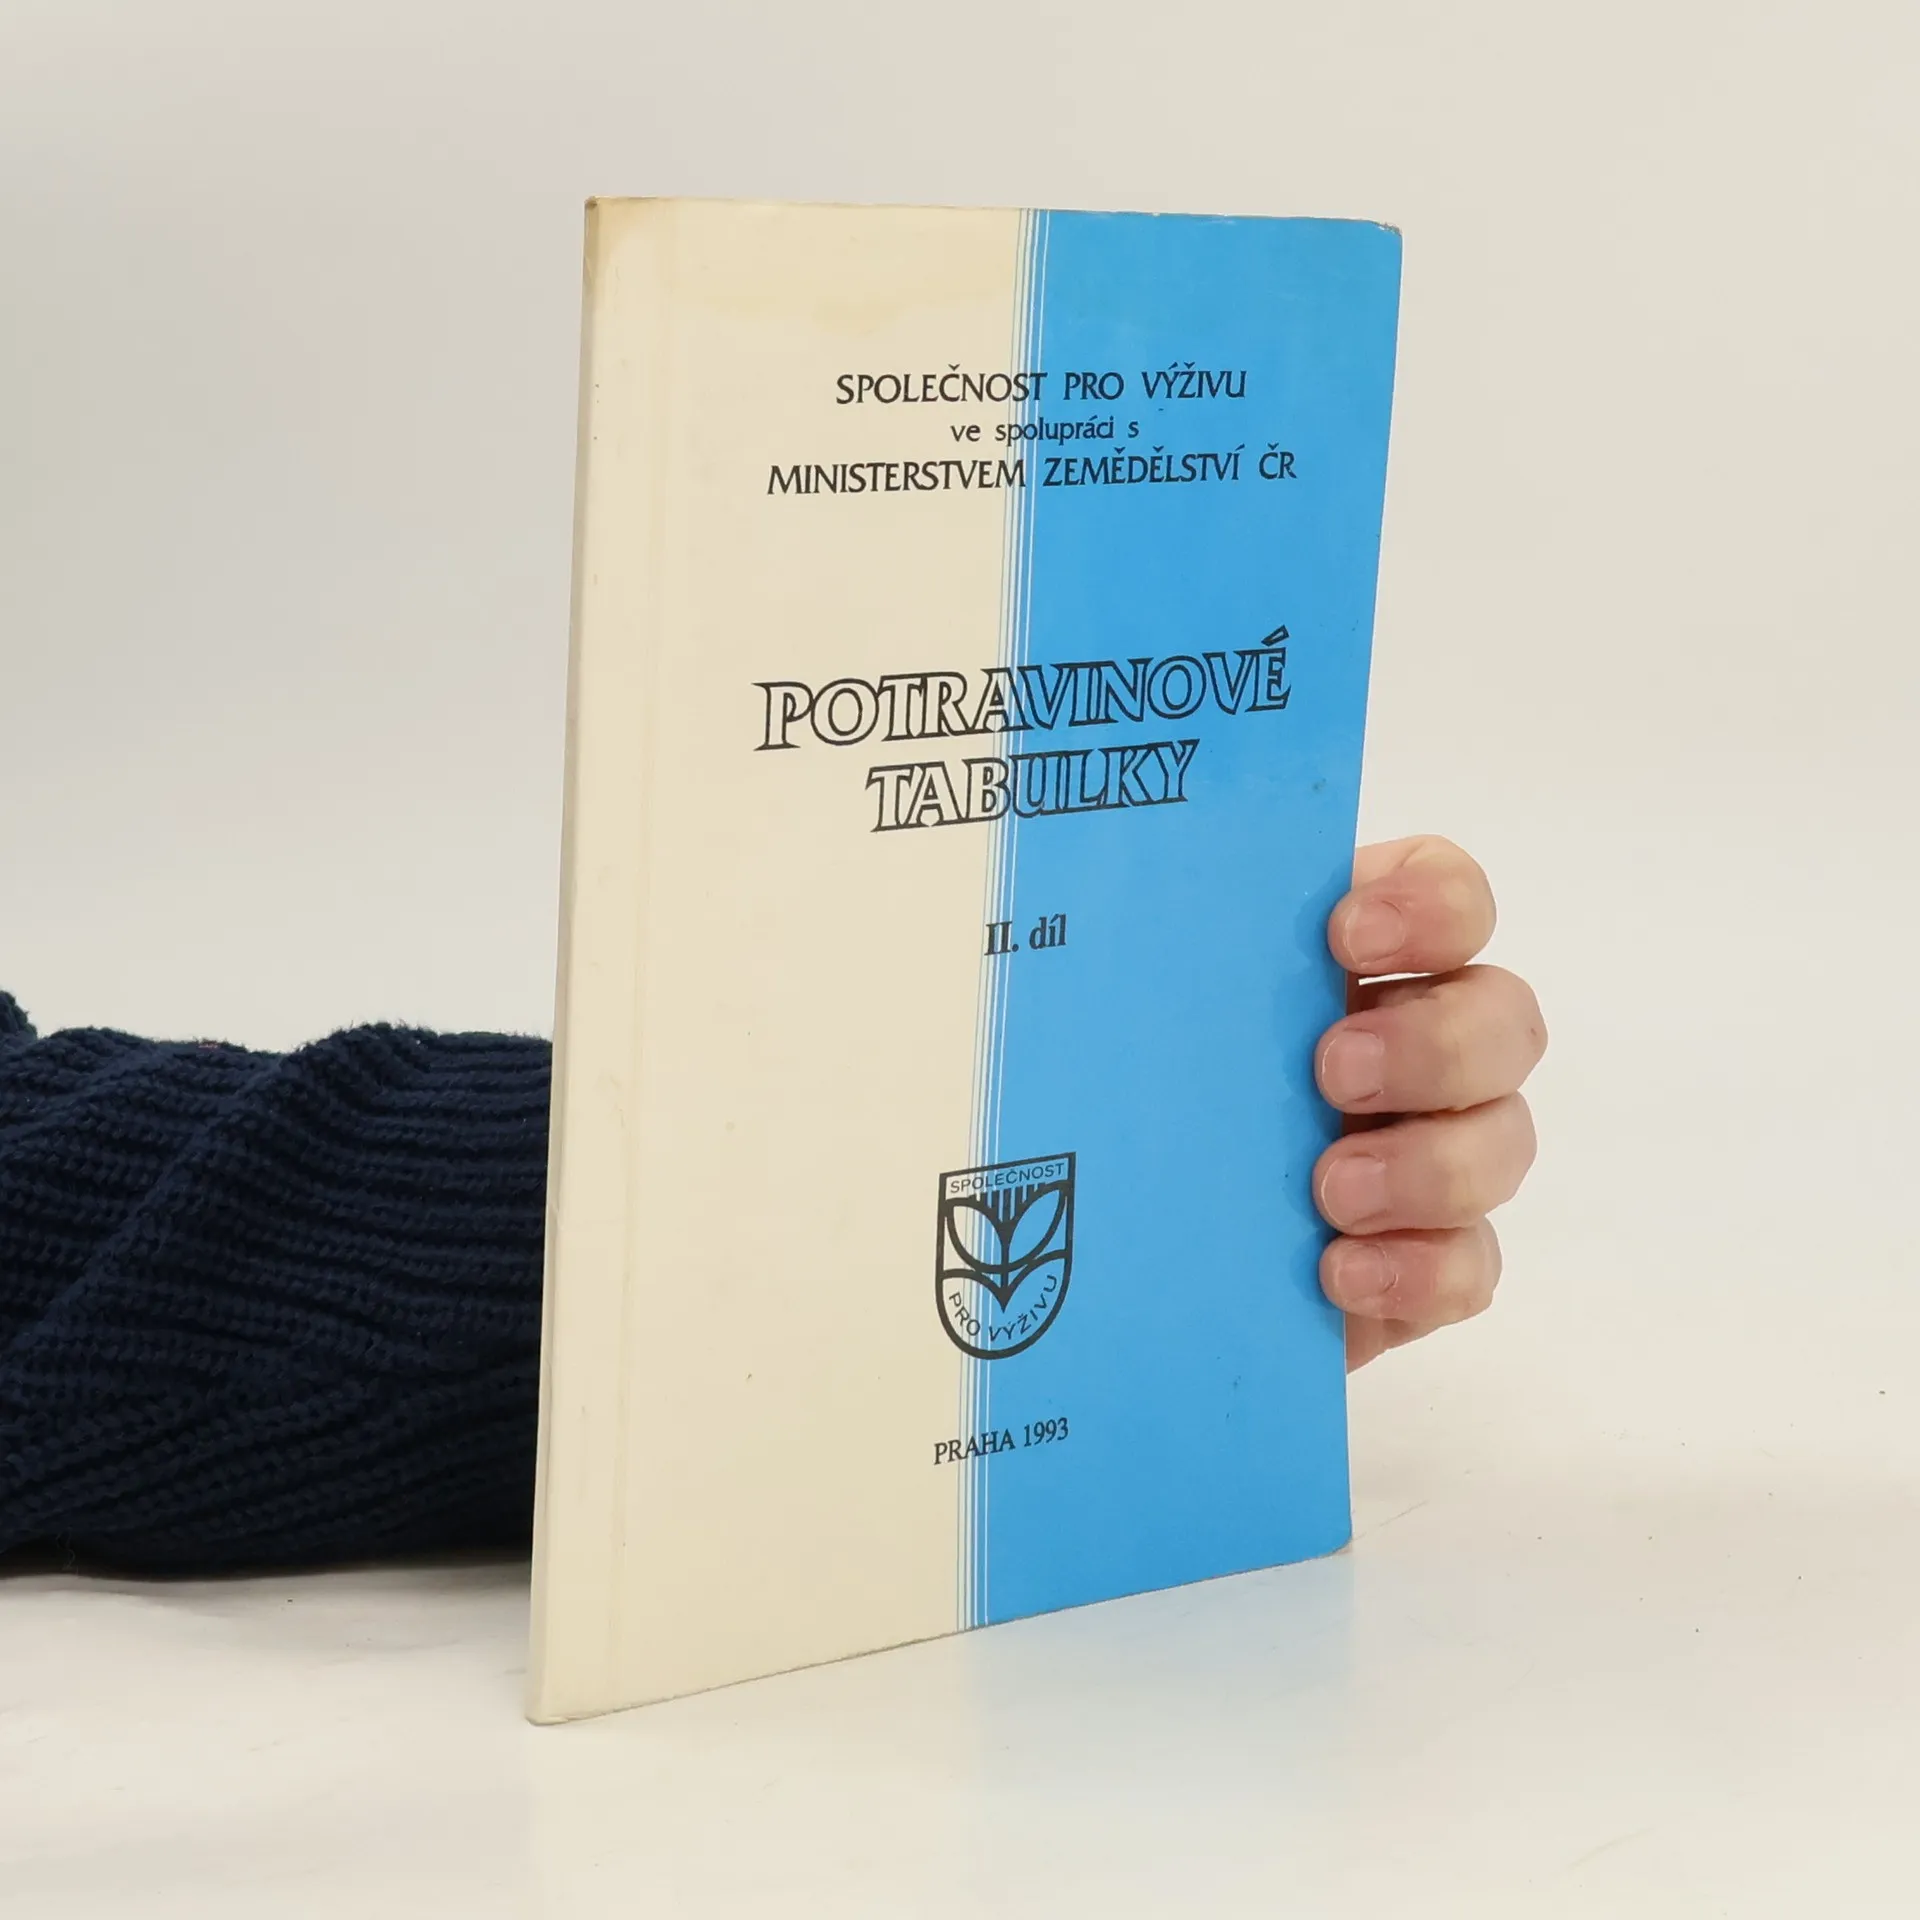 SPOLEČNOST PRO VÝŽIVU
ve spolupráci s
MINISTERSTVEM ZEMĚDĚLSTVÍ ČR
POTRAVINOVÉ
TABULKY
II. díl
SPOLEČNOST
PRO VÝŽIVU
PRAHA 1993